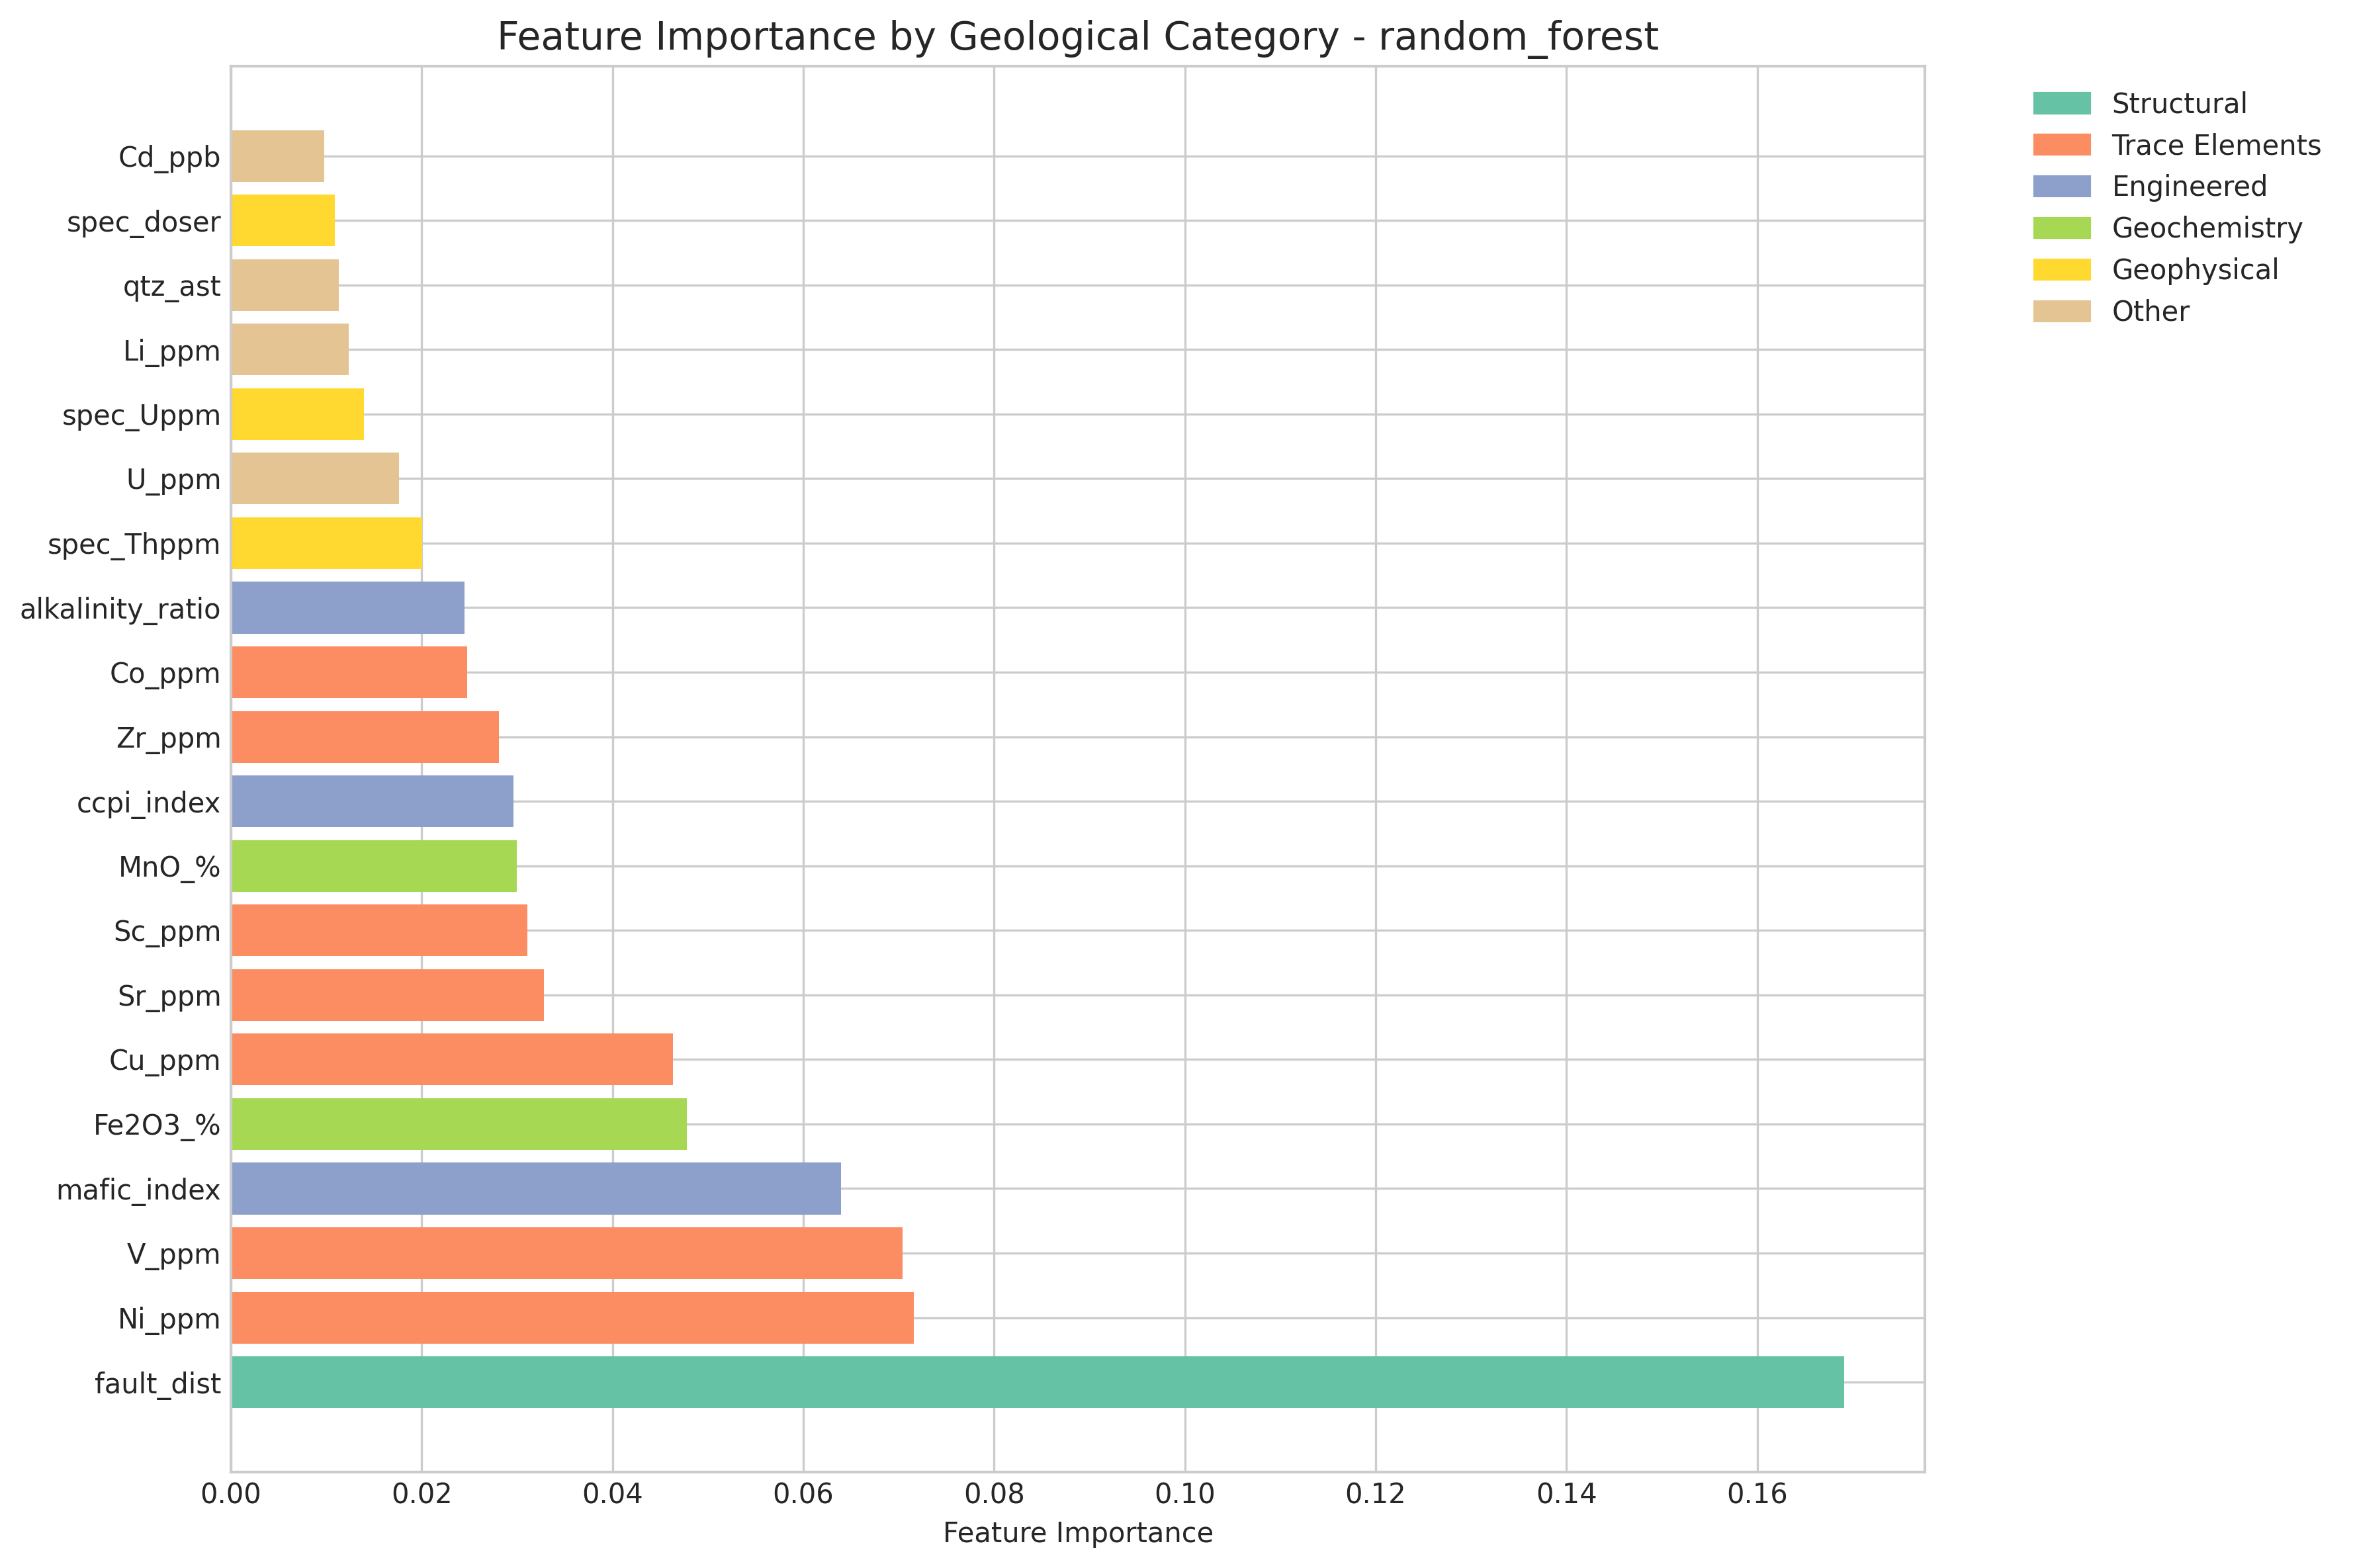 Feature Importance by Geological Category - random_forest
Cd_ppb
spec_doser
qtz_ast
Li_ppm
spec_Uppm
U_ppm
spec_Thppm
alkalinity_ratio
Co_ppm
Zr_ppm
ccpi_index
MnO_%
Sc_ppm
Sr_ppm
Cu_ppm
Fe2O3_%
mafic_index
V_ppm
Ni_ppm
fault_dist
0.00 0.02 0.04 0.06 0.08 0.10 0.12 0.14 0.16
Feature Importance
Structural
Trace Elements
Engineered
Geochemistry
Geophysical
Other